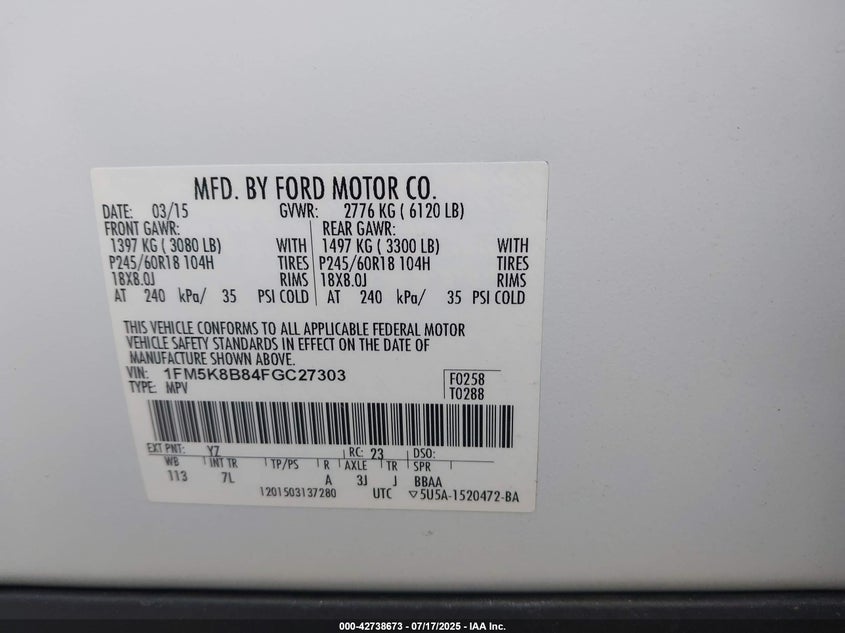 MFD. BY FORD MOTOR CO.
DATE: 03/15 GVWR: 2776 KG ( 6120 LB)
FRONT GAWR: REAR GAWR:
1397 KG ( 3080 LB) WITH 1497 KG ( 3300 LB) WITH
P245/60R18 104H TIRES P245/60R18 104H TIRES
18X8.0J RIMS 18X8.0J RIMS
AT 240 kPa/ 35 PSI COLD AT 240 kPa/ 35 PSI COLD
THIS VEHICLE CONFORMS TO ALL APPLICABLE FEDERAL MOTOR
VEHICLE SAFETY STANDARDS IN EFFECT ON THE DATE OF
MANUFACTURE SHOWN ABOVE.
VIN: 1FM5K8B84FGC27303 F0258
TYPE: MPV T0288
EXT PNT: YZ RC: 23 DSO:
WB INT TR TP/PS R AXLE TR SPR
113 7L A 3J J BBAA
1201503137280 UTC ▽5U5A-1520472-BA
000-42738673 / 07/17/2025 - IAA Inc.